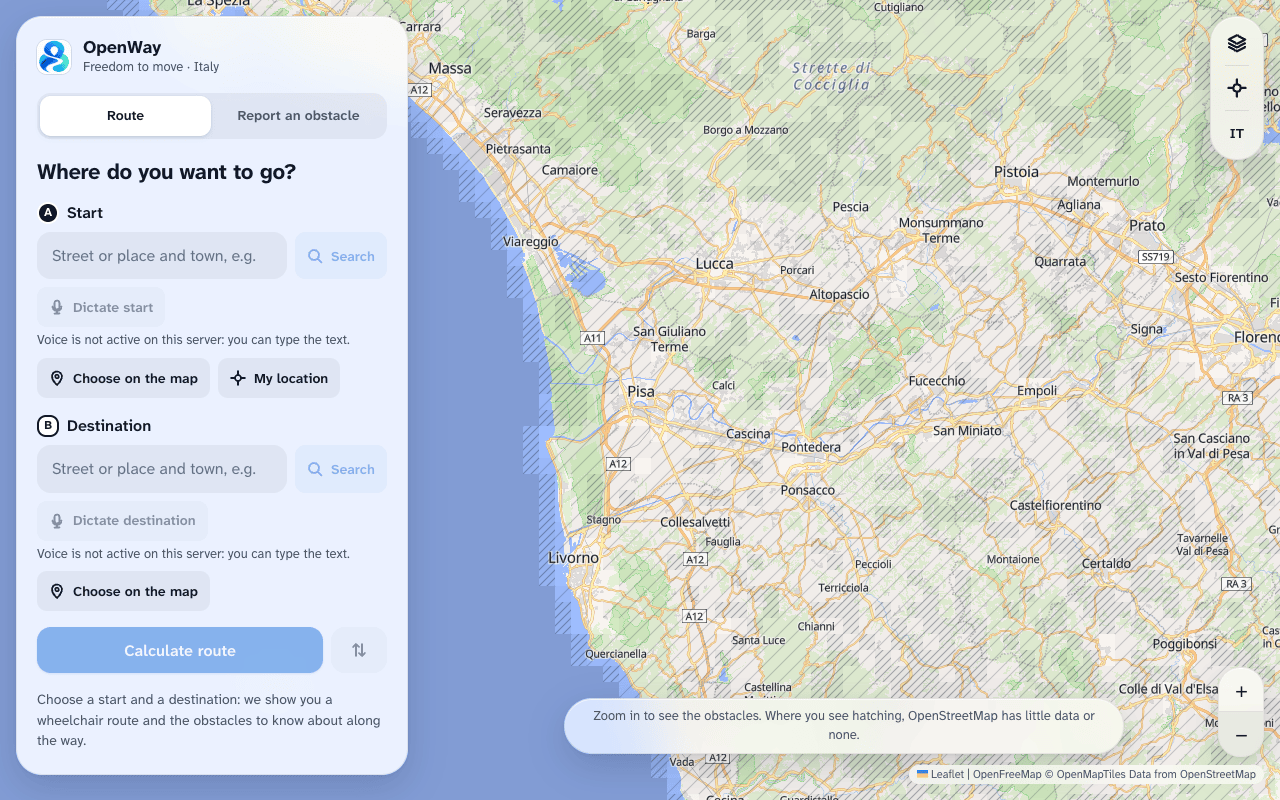 OpenWay
Freedom to move · Italy
Route
Report an obstacle
Where do you want to go?
A Start
Street or place and town, e.g.
Search
Dictate start
Voice is not active on this server: you can type the text.
Choose on the map
My location
B Destination
Street or place and town, e.g.
Search
Dictate destination
Voice is not active on this server: you can type the text.
Choose on the map
Calculate route
Choose a start and a destination: we show you a
wheelchair route and the obstacles to know about along
the way.
La Spezia
Carrara
Cutigliano
Barga
Massa
Strette di
Cocciglia
A12
Seravezza
Borgo a Mozzano
Pietrasanta
Camaiore
Pistoia
Montemurlo
Agliana
Pescia
Monsummano
Terme
Prato
Viareggio
Lucca
Porcari
Quarrata
SS719
Sesto Fiorentino
Altopascio
A11
San Giuliano
Terme
Signa
Pisa
Calci
Fucecchio
Empoli
RA 3
Cascina
Pontedera
San Miniato
San Casciano
in Val di Pesa
A12
Ponsacco
Castelfiorentino
Stagno
Collesalvetti
Fauglia
Tavarnelle
Val di Pesa
Livorno
A12
Peccioli
Montaione
Certaldo
Terricciola
RA 3
A12
Chianni
Santa Luce
Poggibonsi
Quercianella
Castellina
Colle di Val d'Elsa
Vada
A12
IT
+
−
Zoom in to see the obstacles. Where you see hatching, OpenStreetMap has little data or
none.
Leaflet | OpenFreeMap © OpenMapTiles Data from OpenStreetMap